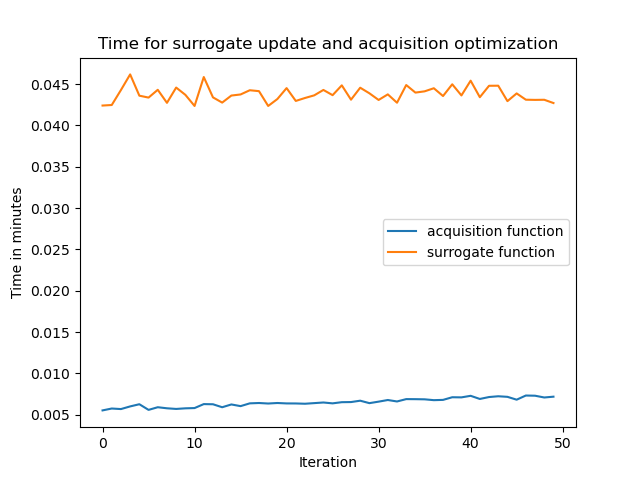 Time for surrogate update and acquisition optimization
0.045
0.040
0.035
0.030
0.025
0.020
0.015
0.010
0.005
Time in minutes
acquisition function
surrogate function
0 10 20 30 40 50
Iteration